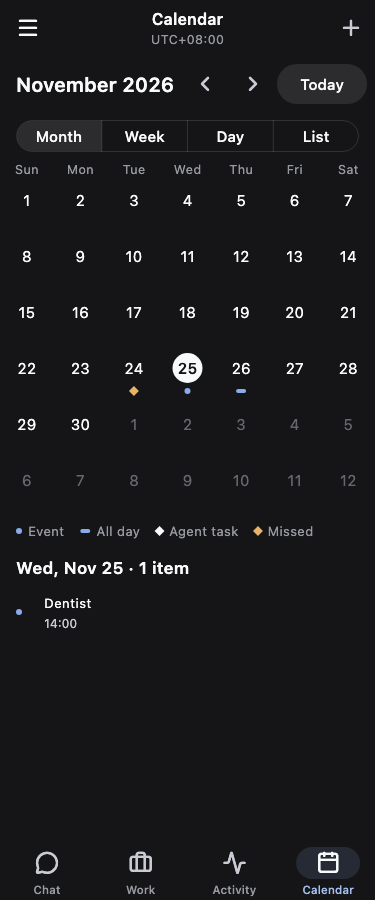 Calendar
UTC+08:00
November 2026 Today
Month Week Day List
Sun Mon Tue Wed Thu Fri Sat
1 2 3 4 5 6 7
8 9 10 11 12 13 14
15 16 17 18 19 20 21
22 23 24 25 26 27 28
29 30 1 2 3 4 5
6 7 8 9 10 11 12
Event All day Agent task Missed
Wed, Nov 25 · 1 item
Dentist
14:00
Chat Work Activity Calendar